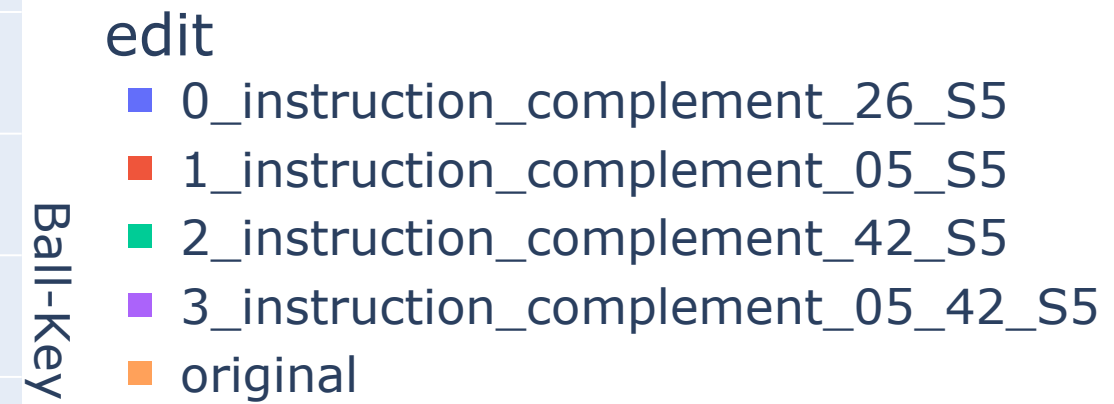 edit
0_instruction_complement_26_S5
1_instruction_complement_05_S5
2_instruction_complement_42_S5
3_instruction_complement_05_42_S5
original
Ball-Key